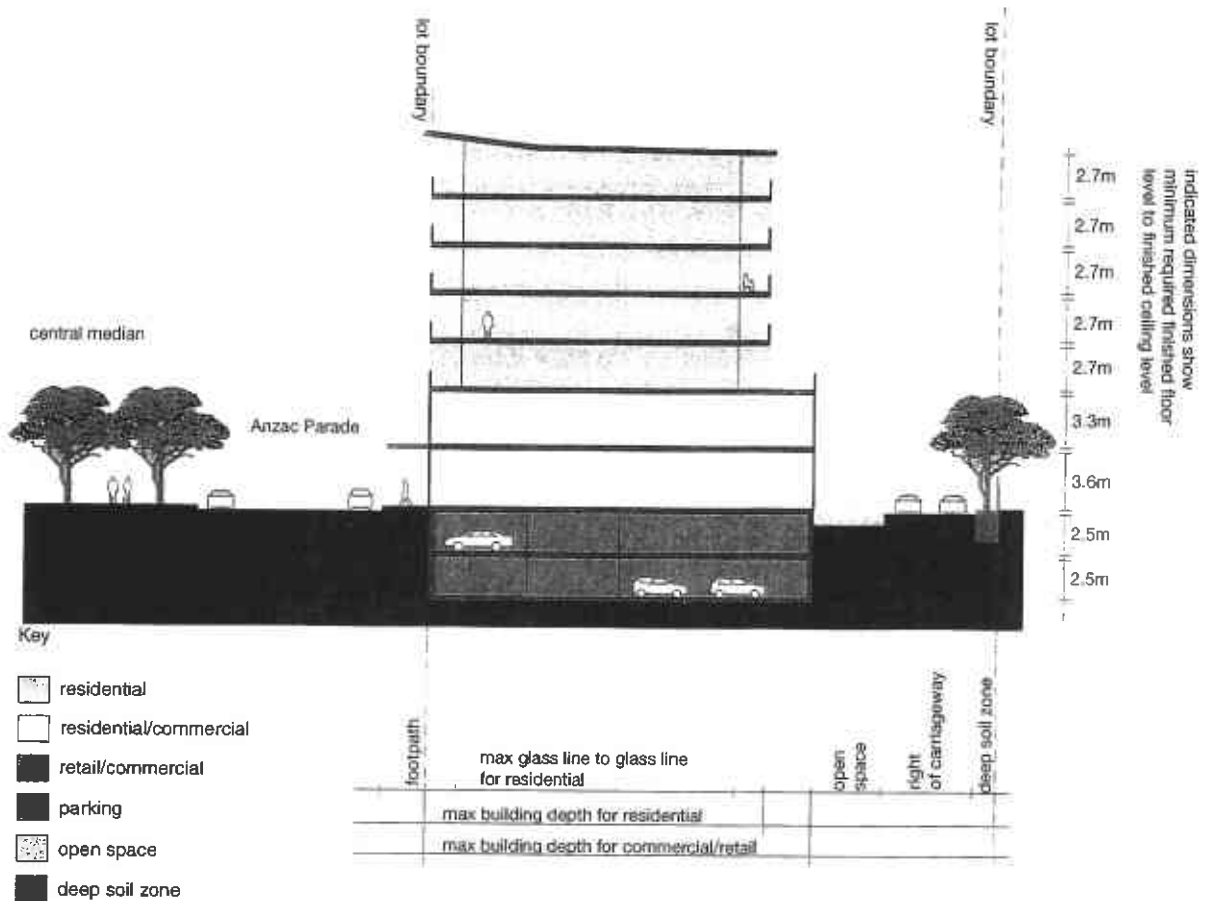 lot boundary
lot boundary
2.7m
2.7m
2.7m
2.7m
2.7m
3.3m
3.6m
2.5m
2.5m
indicated dimensions show
minimum required finished floor
level to finished ceiling level
central median
Anzac Parade
Key
residential
residential/commercial
retail/commercial
parking
open space
deep soil zone
footpath
max glass line to glass line
for residential
open
space
right
of carriageway
deep soil zone
max building depth for residential
max building depth for commercial/retail